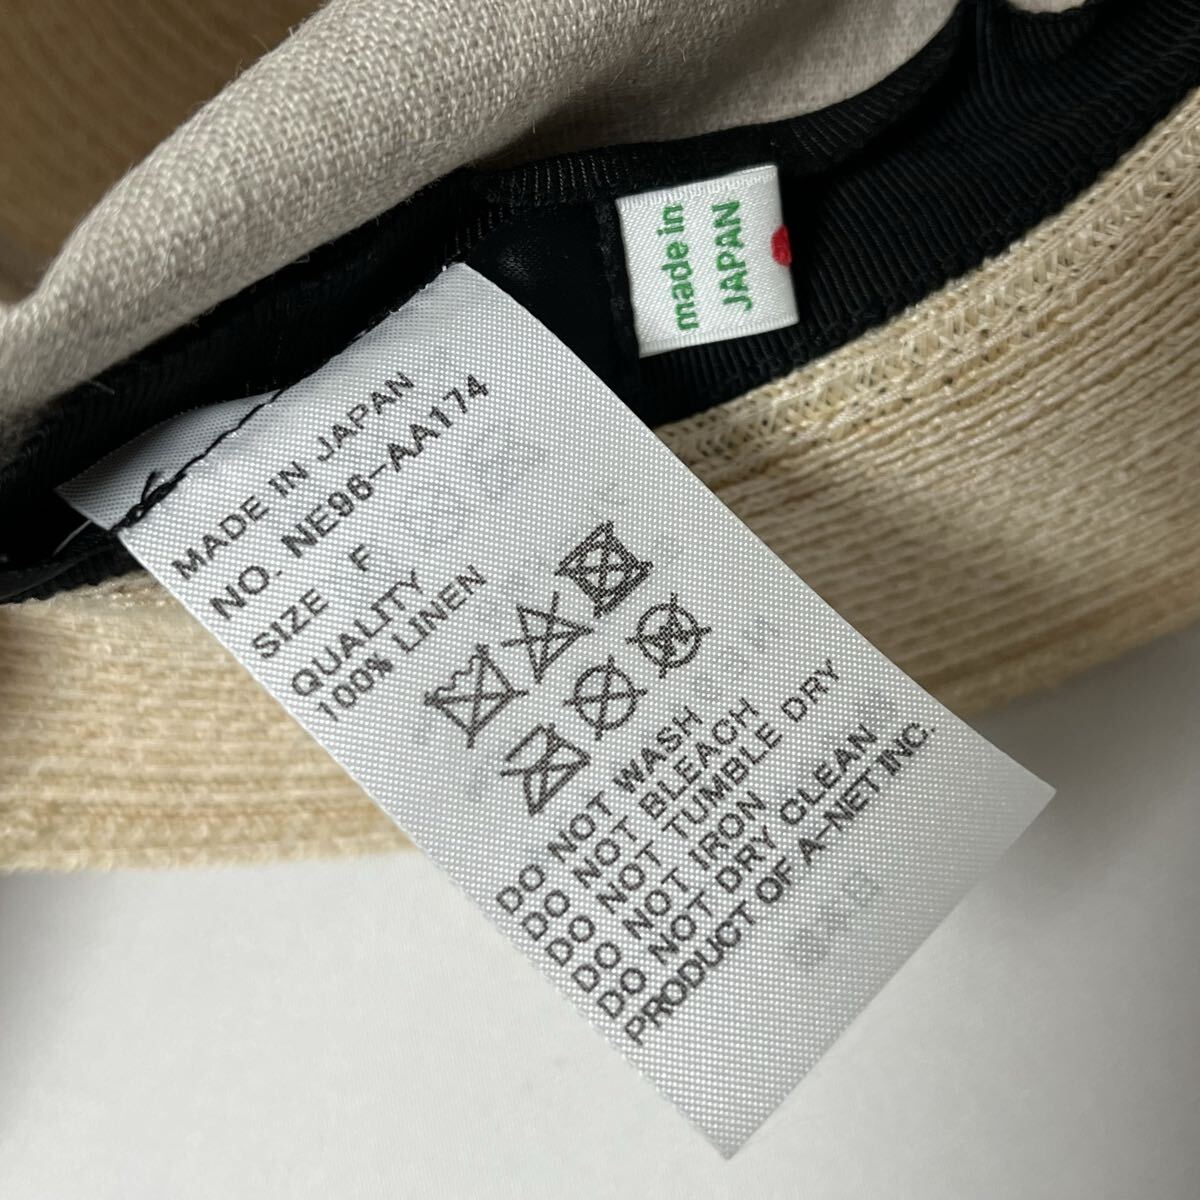 made in
JAPAN
MADE IN JAPAN
NO. NE96-AA174
SIZE F
QUALITY
100% LINEN
DO NOT WASH
DO NOT BLEACH
DO NOT TUMBLE DRY
DO NOT IRON
DO NOT DRY CLEAN
PRODUCT OF A-NET INC.